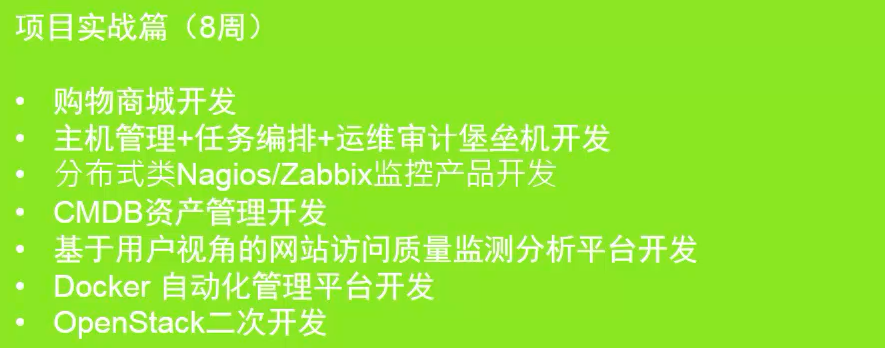 项目实战篇（8周）
• 购物商城开发
• 主机管理+任务编排+运维审计堡垒机开发
• 分布式类Nagios/Zabbix监控产品开发
• CMDB资产管理开发
• 基于用户视角的网站访问质量监测分析平台开发
• Docker 自动化管理平台开发
• OpenStack二次开发